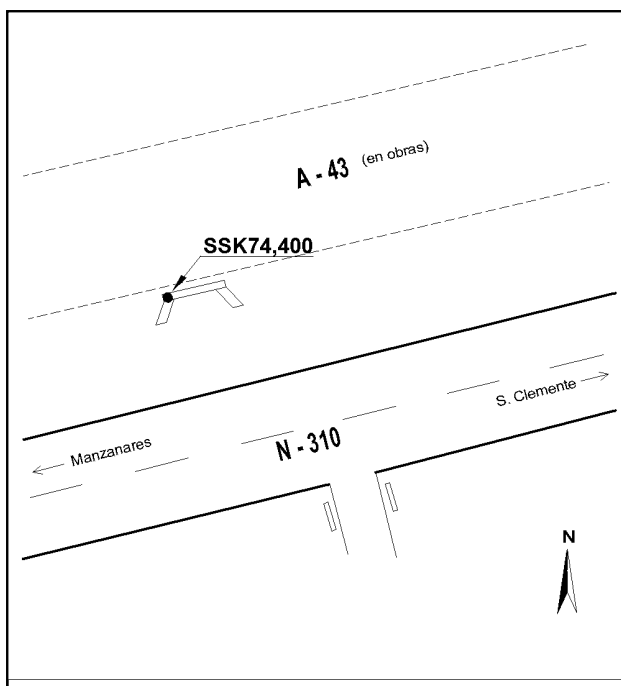 A - 43 (en obras)
SSK74,400
S. Clemente
Manzanares
N - 310
N